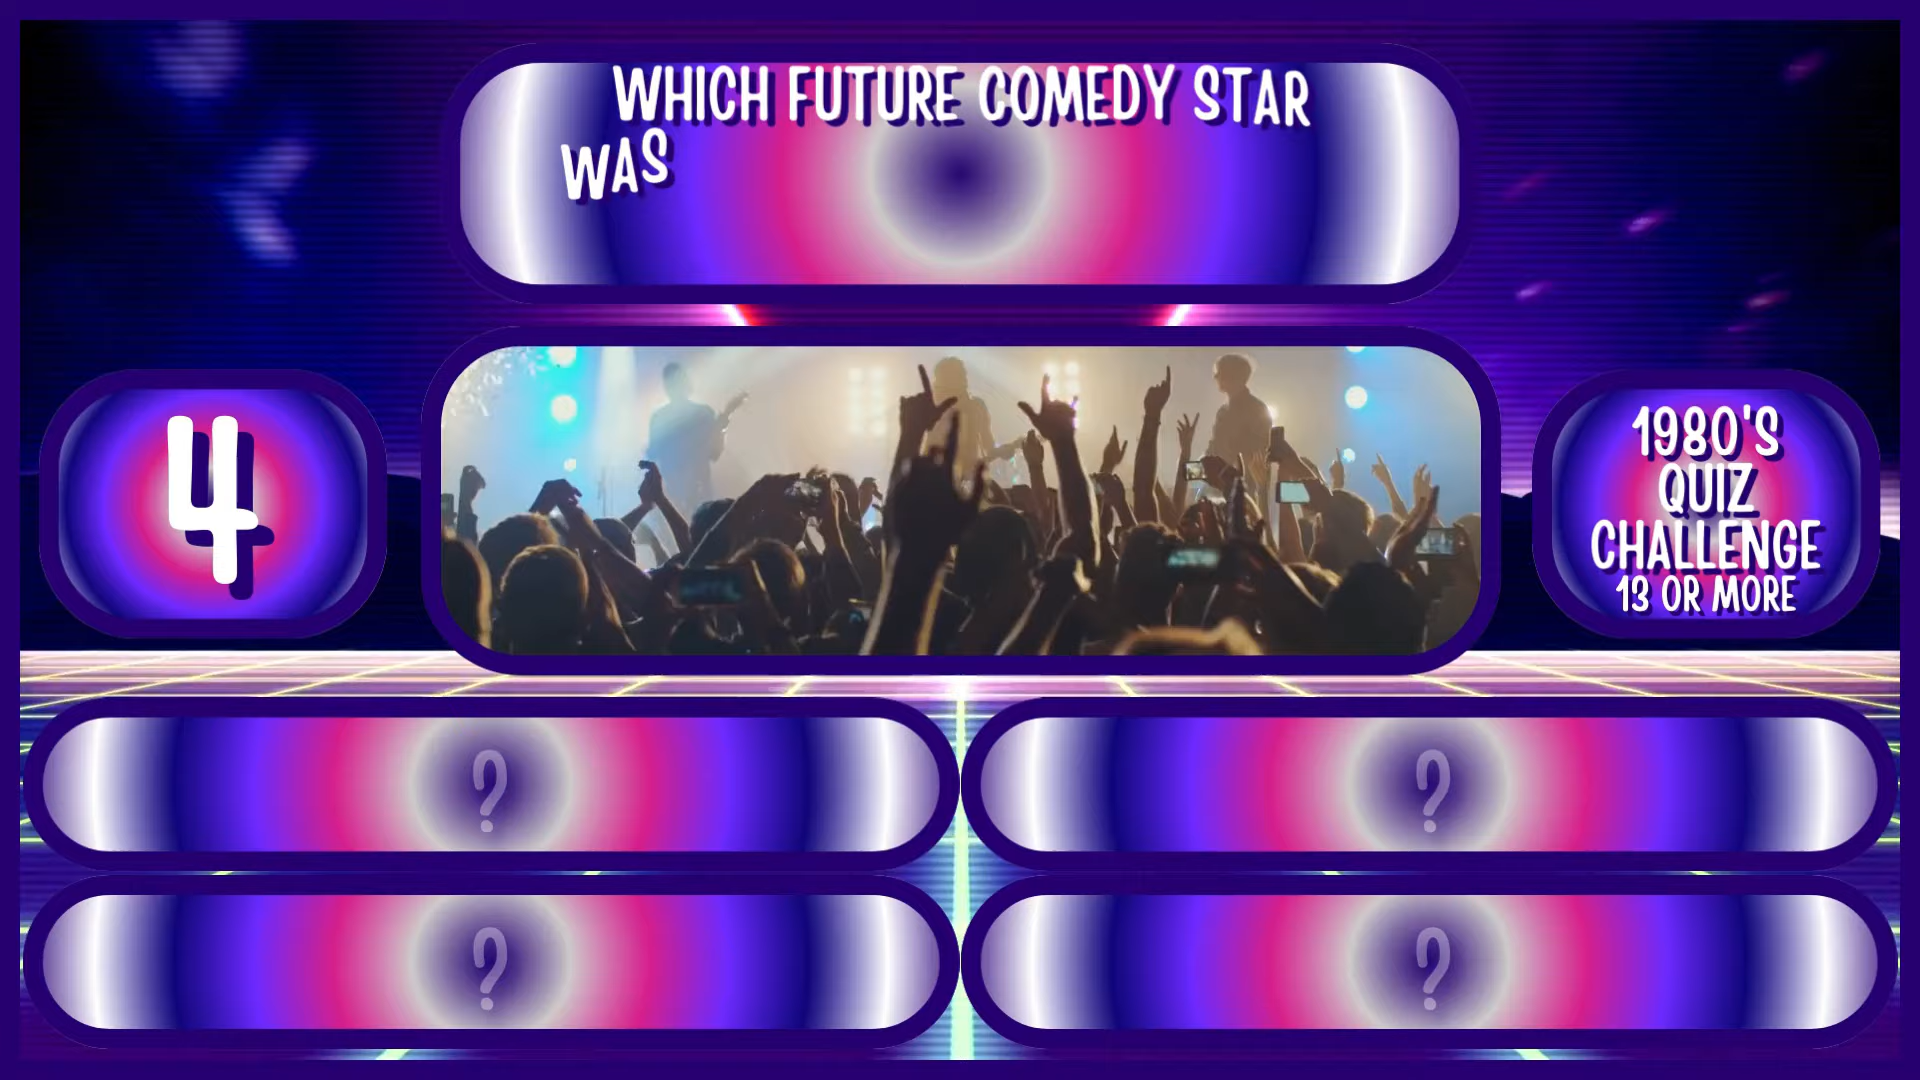 WHICH FUTURE COMEDY STAR
WAS
4
1980'S
QUIZ
CHALLENGE
13 OR MORE
?
?
?
?